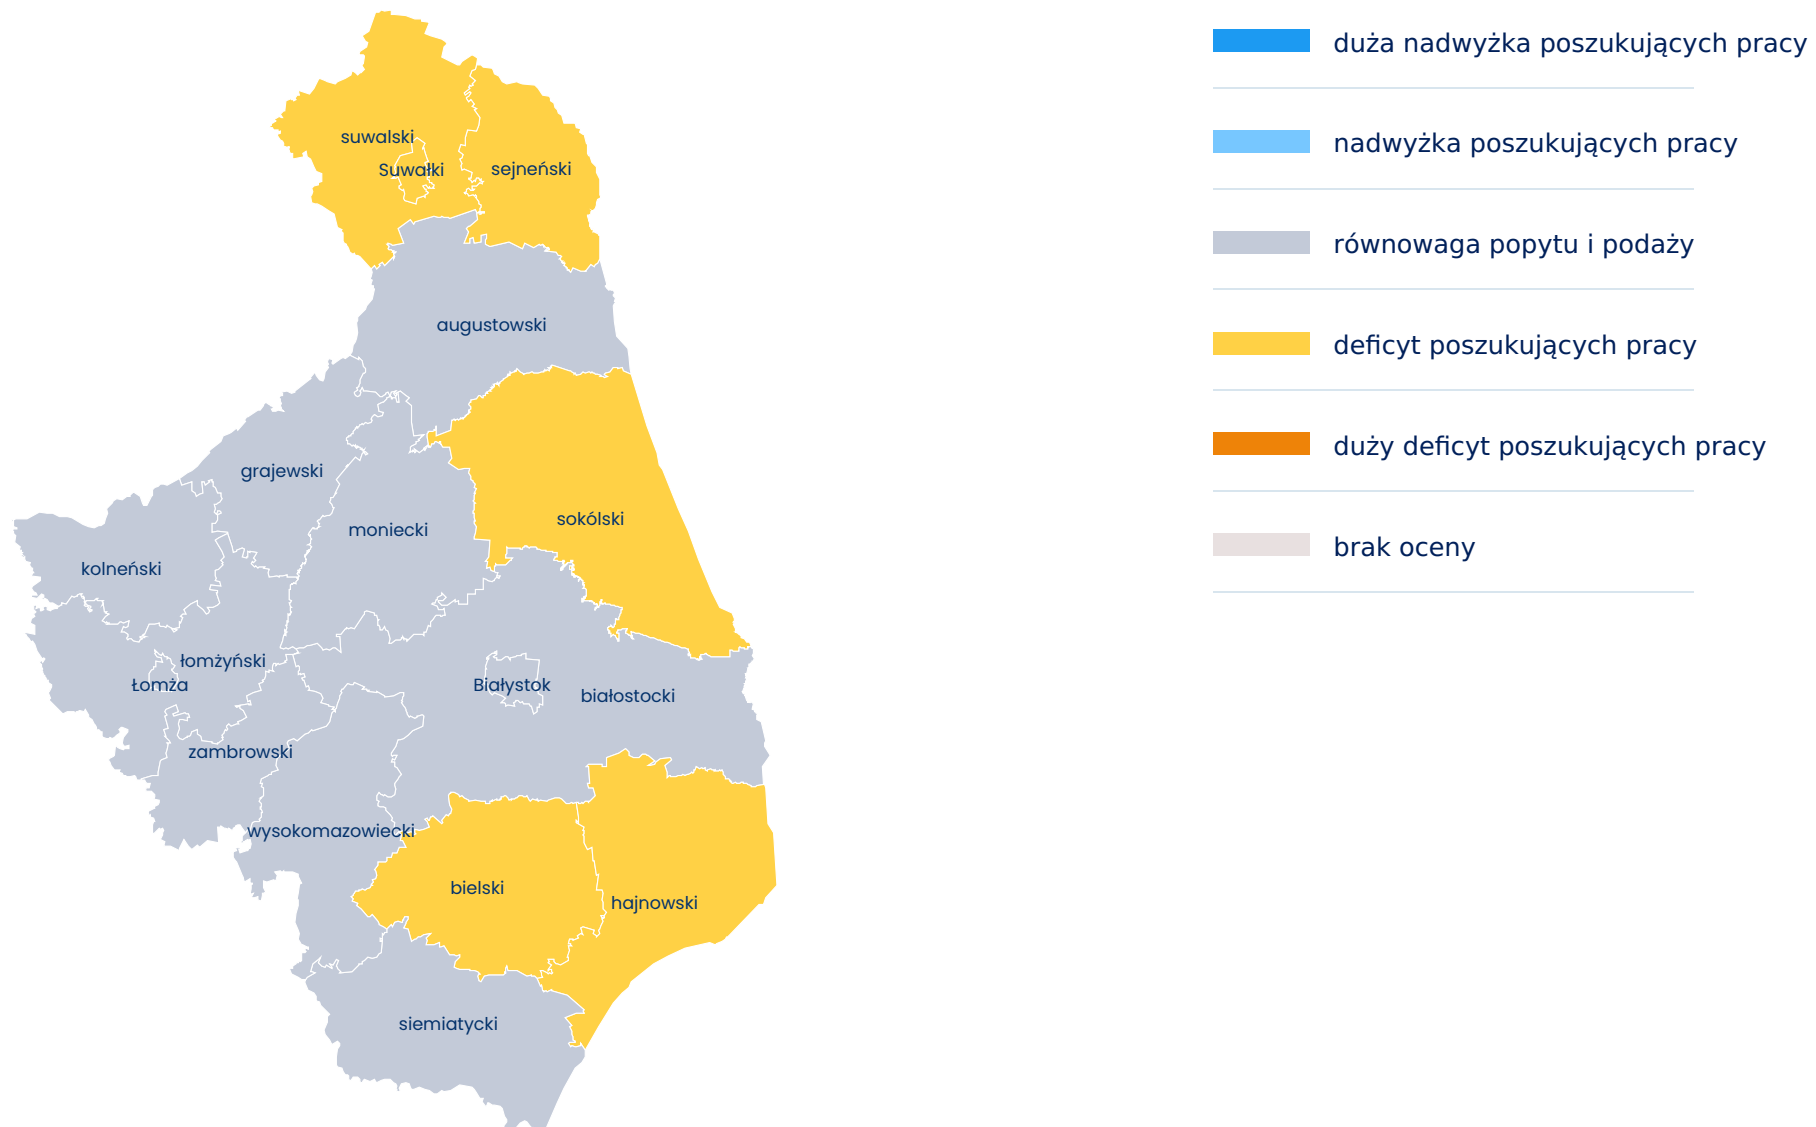 suwalski
Suwałki
sejneński
augustowski
grajewski
moniecki
sokólski
kolneński
łomżyński
Łomża
Białystok
białostocki
zambrowski
wysokomazowiecki
bielski
hajnowski
siemiatycki
duża nadwyżka poszukujących pracy
nadwyżka poszukujących pracy
równowaga popytu i podaży
deficyt poszukujących pracy
duży deficyt poszukujących pracy
brak oceny